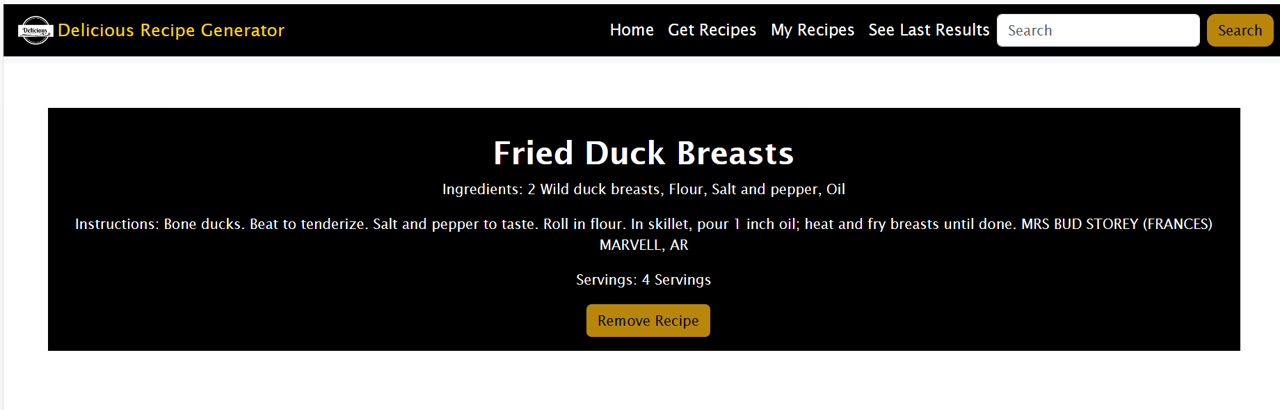 Delicious
Delicious Recipe Generator
Home Get Recipes My Recipes See Last Results Search Search
Fried Duck Breasts
Ingredients: 2 Wild duck breasts, Flour, Salt and pepper, Oil
Instructions: Bone ducks. Beat to tenderize. Salt and pepper to taste. Roll in flour. In skillet, pour 1 inch oil; heat and fry breasts until done. MRS BUD STOREY (FRANCES)
MARVELL, AR
Servings: 4 Servings
Remove Recipe